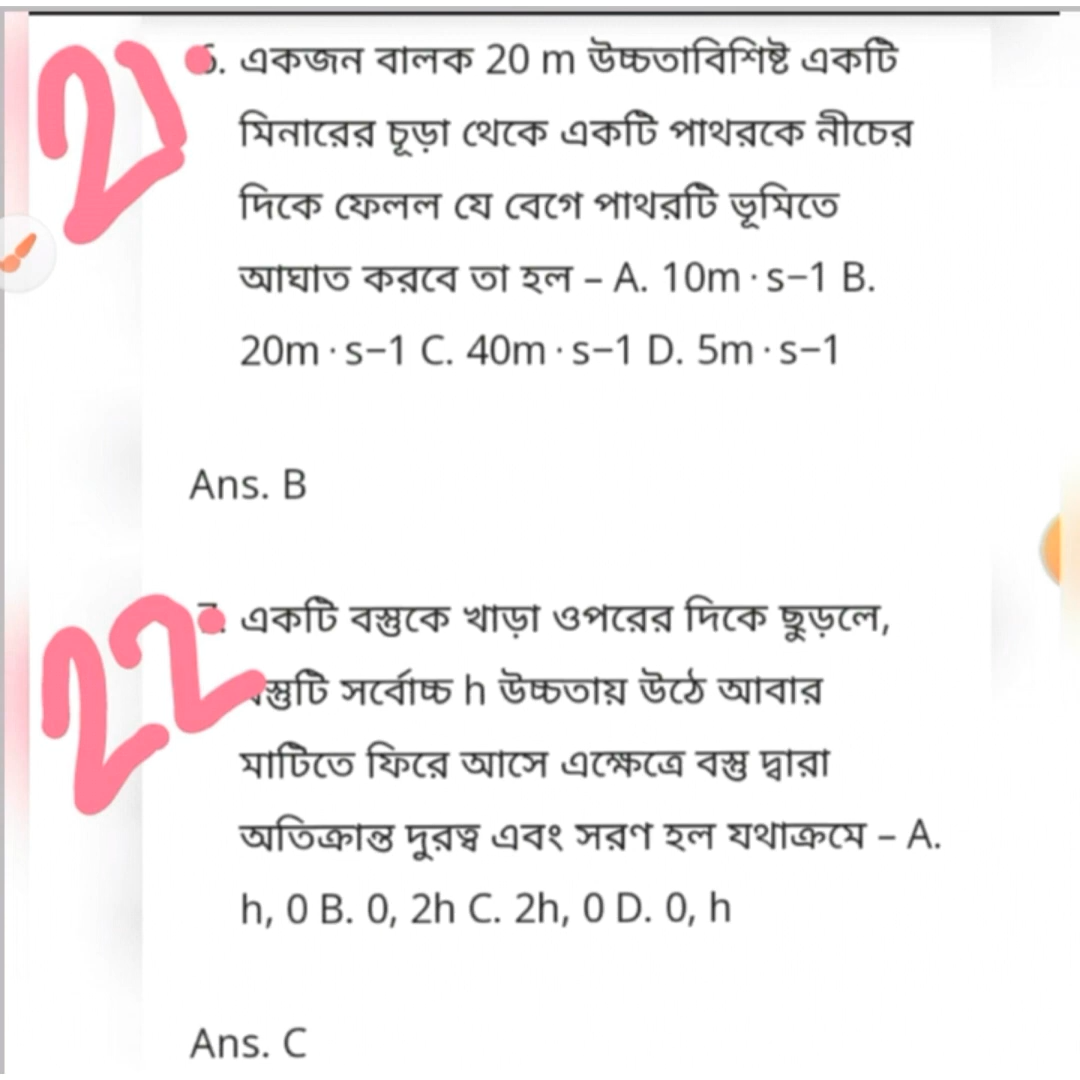 21
. একজন বালক 20 m উচ্চতাবিশিষ্ট একটি
মিনারের চূড়া থেকে একটি পাথরকে নীচের
দিকে ফেলল যে বেগে পাথরটি ভূমিতে
আঘাত করবে তা হল – A. 10m · s−1 B.
20m · s−1 C. 40m · s−1 D. 5m · s−1
Ans. B
22
. একটি বস্তুকে খাড়া ওপরের দিকে ছুড়লে,
স্তুটি সর্বোচ্চ h উচ্চতায় উঠে আবার
মাটিতে ফিরে আসে এক্ষেত্রে বস্তু দ্বারা
অতিক্রান্ত দুরত্ব এবং সরণ হল যথাক্রমে – A.
h, 0 B. 0, 2h C. 2h, 0 D. 0, h
Ans. C